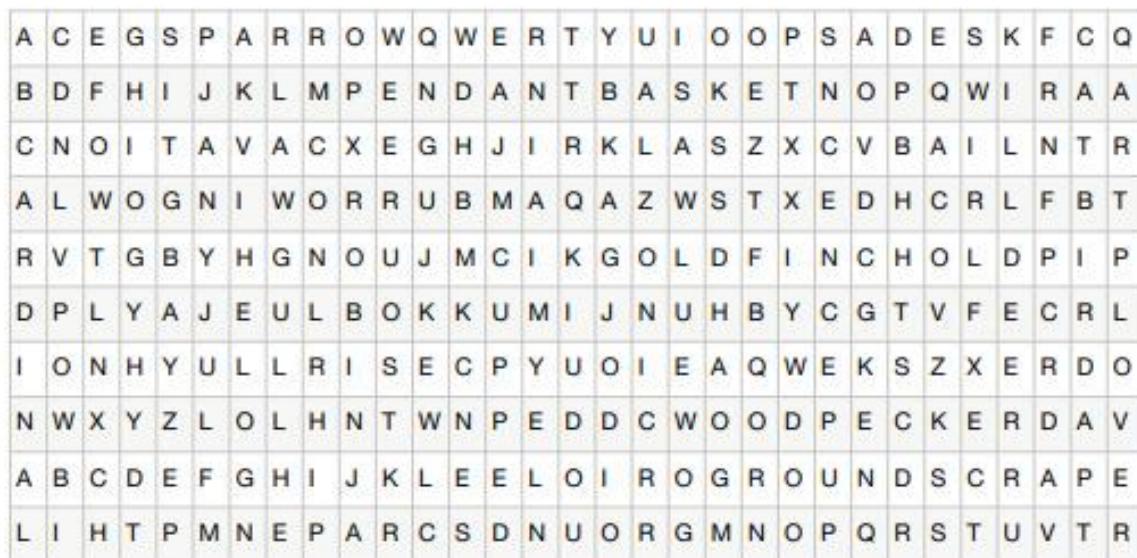 A C E G S P A R R O W Q W E R T Y U I O O P S A D E S K F C Q
B D F H I J K L M P E N D A N T B A S K E T N O P Q W I R A A
C N O I T A V A C X E G H J I R K L A S Z X C V B A I L N T R
A L W O G N I W O R R U B M A Q A Z W S T X E D H C R L F B T
R V T G B Y H G N O U J M C I K G O L D F I N C H O L D P I P
D P L Y A J E U L B O K K U M I J N U H B Y C G T V F E C R L
I O N H Y U L L R I S E C P Y U O I E A Q W E K S Z X E R D O
N W X Y Z L O L H N T W N P E D D C W O O D P E C K E R D A V
A B C D E F G H I J K L E E L O I R O G R O U N D S C R A P E
L I H T P M N E P A R C S D N U O R G M N O P Q R S T U V T R